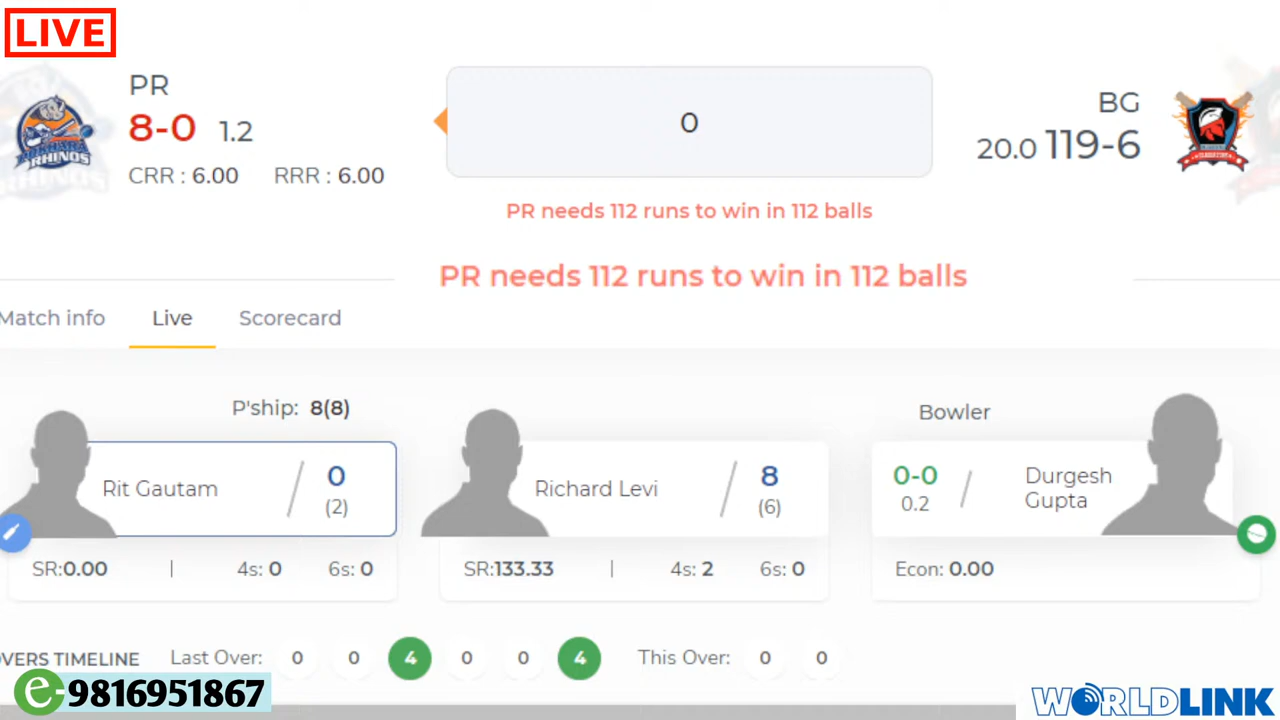 LIVE
PR
8-0 1.2
CRR : 6.00 RRR : 6.00
0
BG
20.0 119-6
POKHARA
RHINOS
PR needs 112 runs to win in 112 balls
PR needs 112 runs to win in 112 balls
Match info Live Scorecard
P'ship: 8(8)
Rit Gautam 0 (2)
SR:0.00 | 4s: 0 6s: 0
Richard Levi 8 (6)
SR:133.33 | 4s: 2 6s: 0
Bowler
0-0 0.2 Durgesh Gupta
Econ: 0.00
OVERS TIMELINE Last Over: 0 0 4 0 0 4 This Over: 0 0
e-9816951867
WORLDLINK